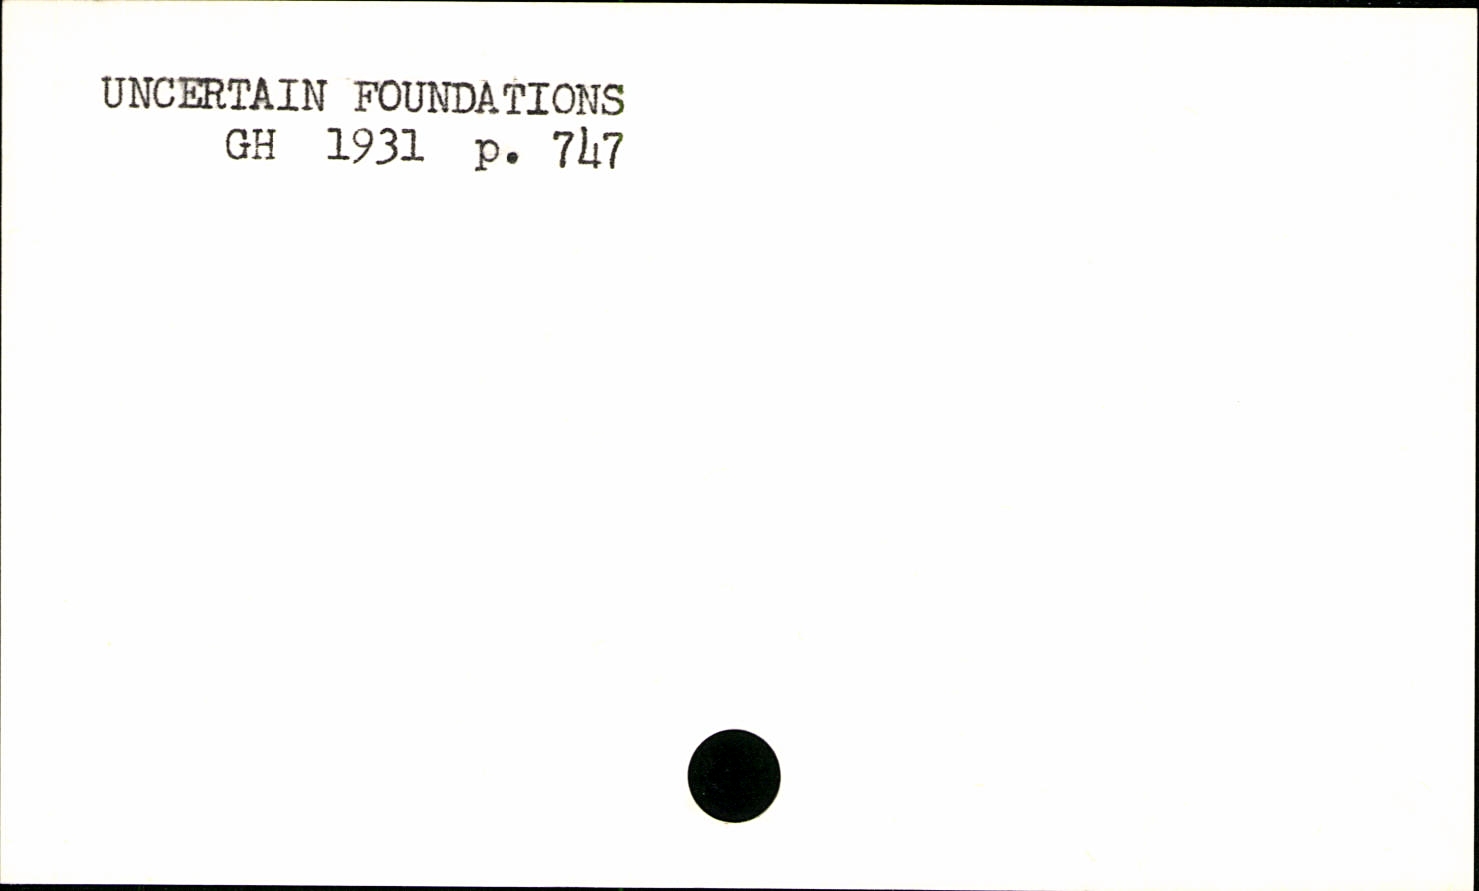 UNCERTAIN FOUNDATIONS
GH 1931 p. 747